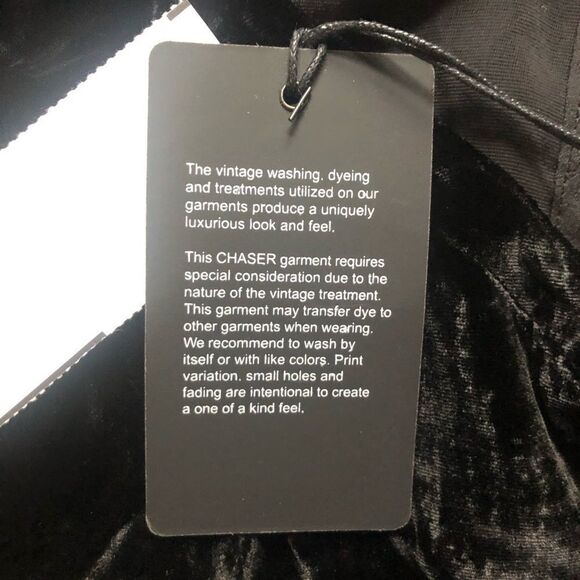 The vintage washing, dyeing
and treatments utilized on our
garments produce a uniquely
luxurious look and feel.
This CHASER garment requires
special consideration due to the
nature of the vintage treatment.
This garment may transfer dye to
other garments when wearing.
We recommend to wash by
itself or with like colors. Print
variation, small holes and
fading are intentional to create
a one of a kind feel.